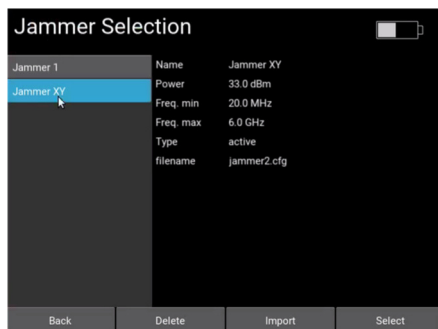 Jammer Selection
Jammer 1
Jammer XY
Name Jammer XY
Power 33.0 dBm
Freq. min 20.0 MHz
Freq. max 6.0 GHz
Type active
filename jammer2.cfg
Back Delete Import Select